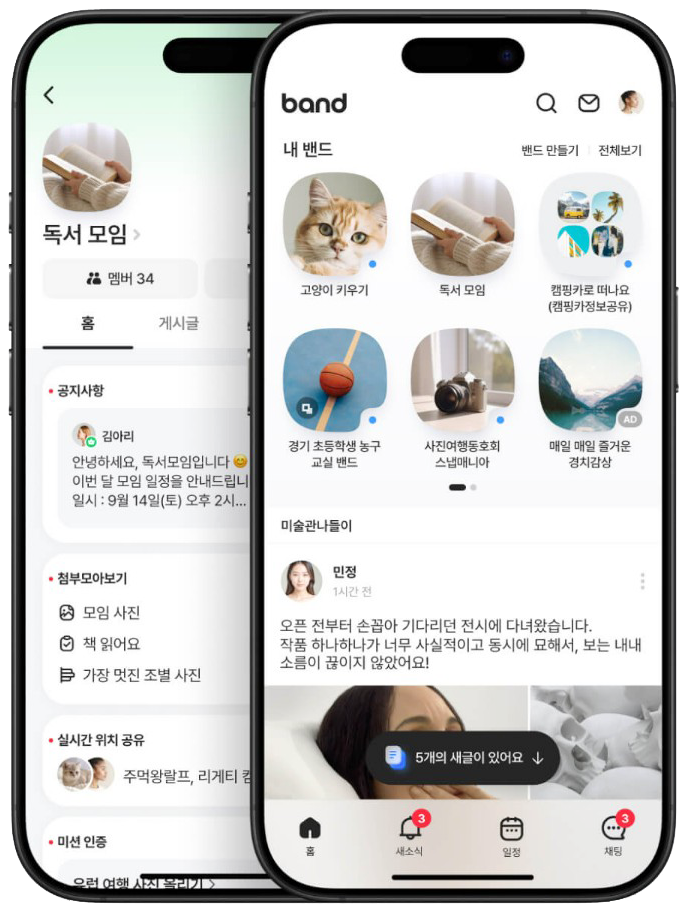 독서 모임
멤버 34
홈 게시글
공지사항
김아리
안녕하세요, 독서모임입니다 😊
이번 달 모임 일정을 안내드립니
일시 : 9월 14일(토) 오후 2시...
첨부모아보기
모임 사진
책 읽어요
가장 멋진 조별 사진
실시간 위치 공유
주먹왕랄프, 리게티
미션 인증
유럽 여행 사진 올리기
band
내 밴드
밴드 만들기 전체보기
고양이 키우기
독서 모임
캠핑카로 떠나요
(캠핑카정보공유)
경기 초등학생 농구
교실 밴드
사진여행동호회
스냅매니아
AD
매일 매일 즐거운
경치감상
미술관나들이
민정
1시간 전
오픈 전부터 손꼽아 기다리던 전시에 다녀왔습니다.
작품 하나하나가 너무 사실적이고 동시에 묘해서, 보는 내내
소름이 끊이지 않았어요!
5개의 새글이 있어요 ↓
3
3
홈 새소식 일정 채팅